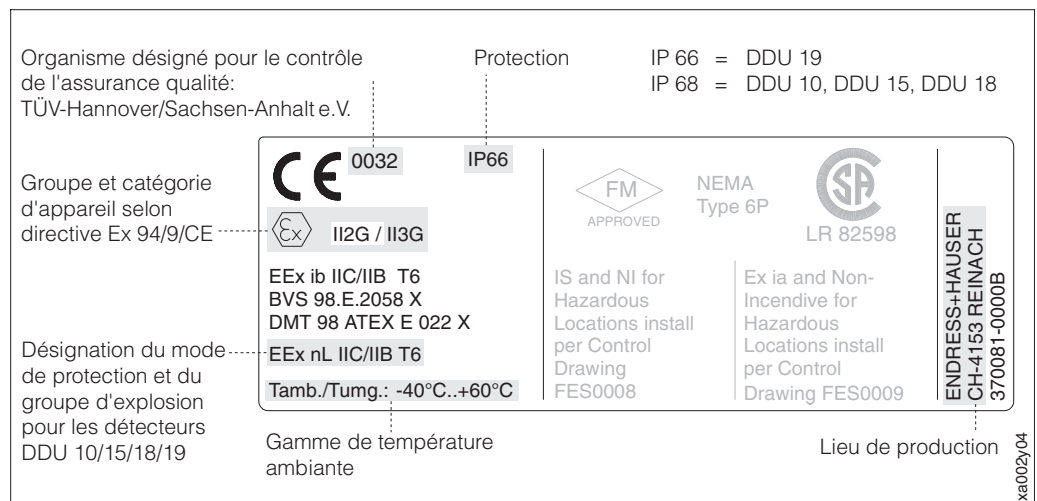 Organisme désigné pour le contrôle
de l'assurance qualité:
TÜV-Hannover/Sachsen-Anhalt e.V.
Protection
IP 66 = DDU 19
IP 68 = DDU 10, DDU 15, DDU 18
Groupe et catégorie
d'appareil selon
directive Ex 94/9/CE
CE 0032
IP66
Ex II2G / II3G
EEx ib IIC/IIB T6
BVS 98.E.2058 X
DMT 98 ATEX E 022 X
EEx nL IIC/IIB T6
Tamb./Tumg.: -40°C..+60°C
FM
APPROVED
NEMA
Type 6P
CSA
LR 82598
IS and NI for
Hazardous
Locations install
per Control
Drawing
FES0008
Ex ia and Non-
Incendive for
Hazardous
Locations install
per Control
Drawing FES0009
ENDRESS+HAUSER
CH-4153 REINACH
370081-0000B
Désignation du mode
de protection et du
groupe d'explosion
pour les détecteurs
DDU 10/15/18/19
Gamme de température
ambiante
Lieu de production
xa002y04